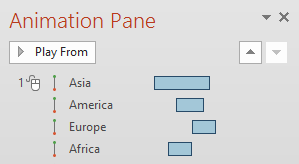 Animation Pane
Play From
1 Asia
America
Europe
Africa